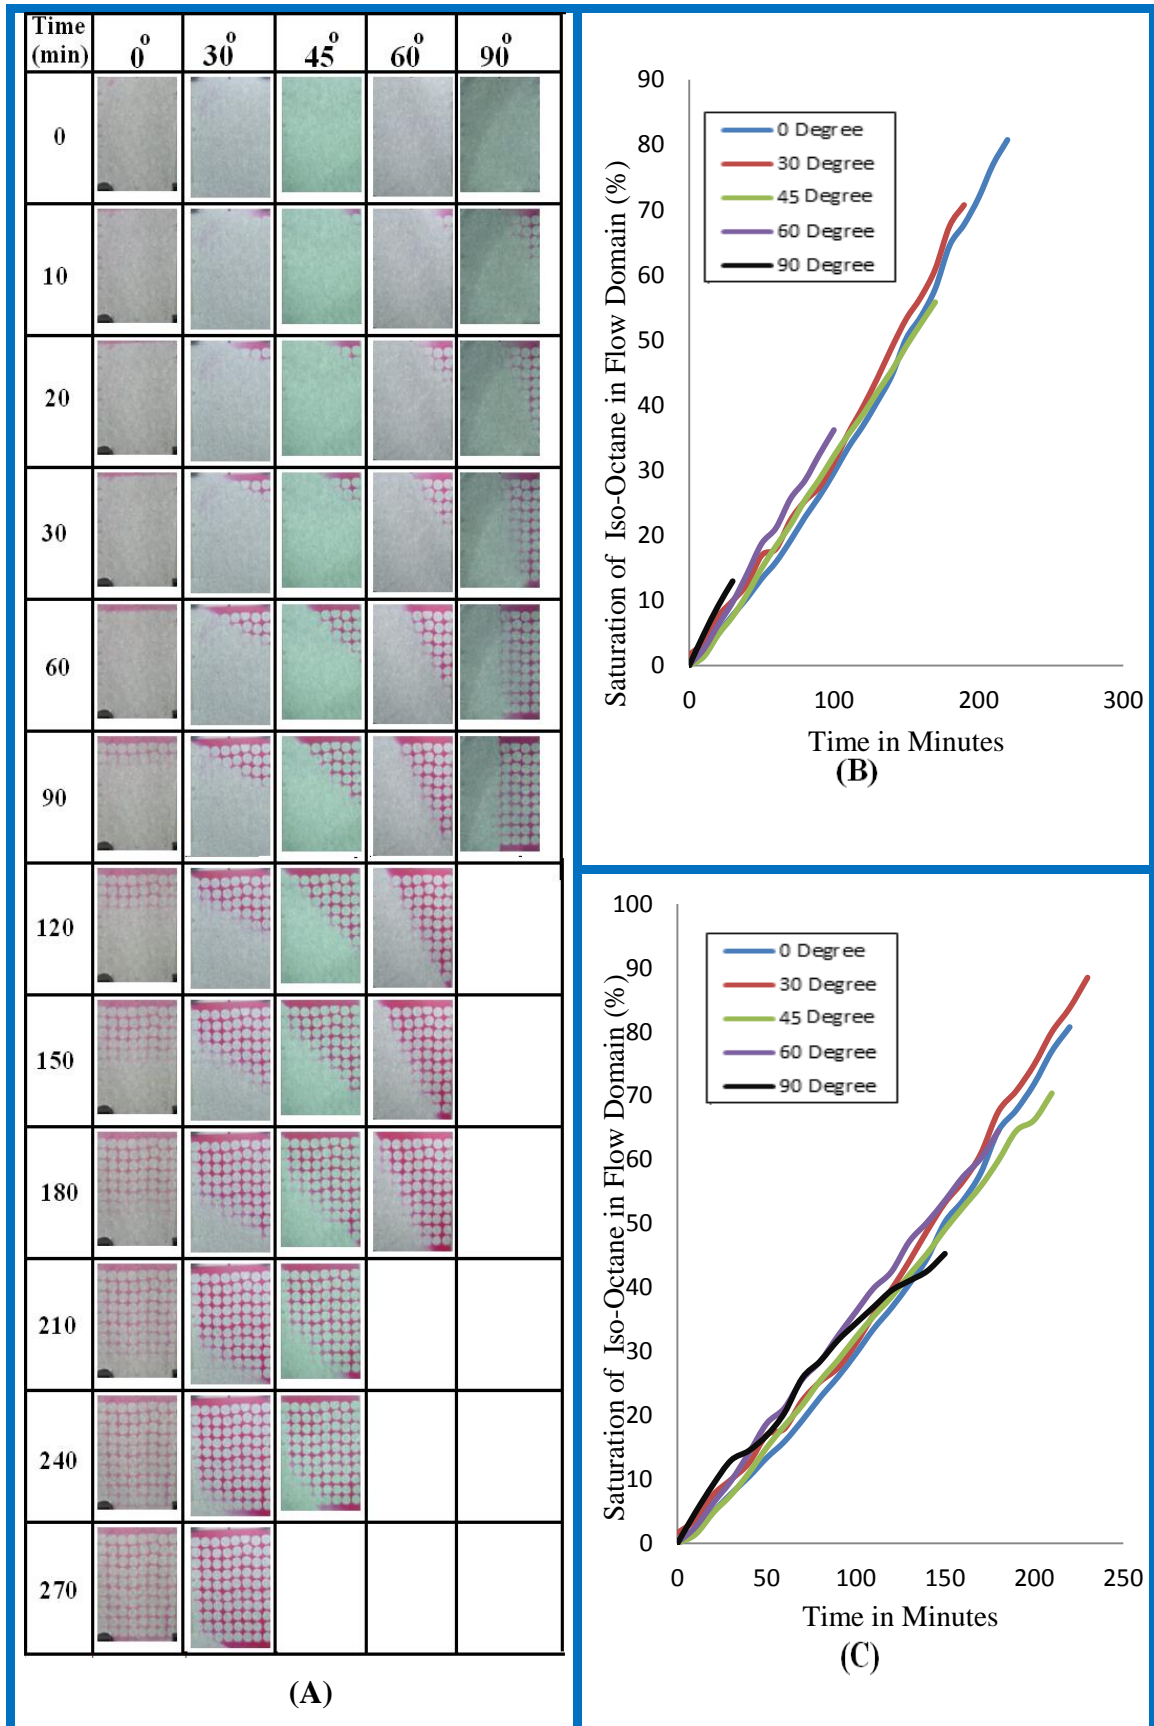 Time (min) 0° 30° 45° 60° 90°
0
10
20
30
60
90
120
150
180
210
240
270
(A)
Saturation of Iso-Octane in Flow Domain (%)
90
80
70
60
50
40
30
20
10
0
0 Degree
30 Degree
45 Degree
60 Degree
90 Degree
0 100 200 300
Time in Minutes
(B)
Saturation of Iso-Octane in Flow Domain (%)
100
90
80
70
60
50
40
30
20
10
0
0 Degree
30 Degree
45 Degree
60 Degree
90 Degree
0 50 100 150 200 250
Time in Minutes
(C)